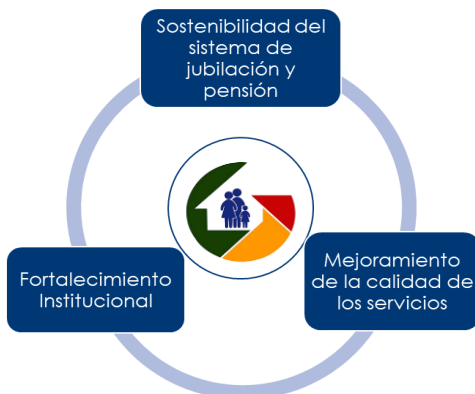 Sostenibilidad del
sistema de
jubilación y
pensión
Fortalecimiento
Institucional
Mejoramiento
de la calidad de
los servicios